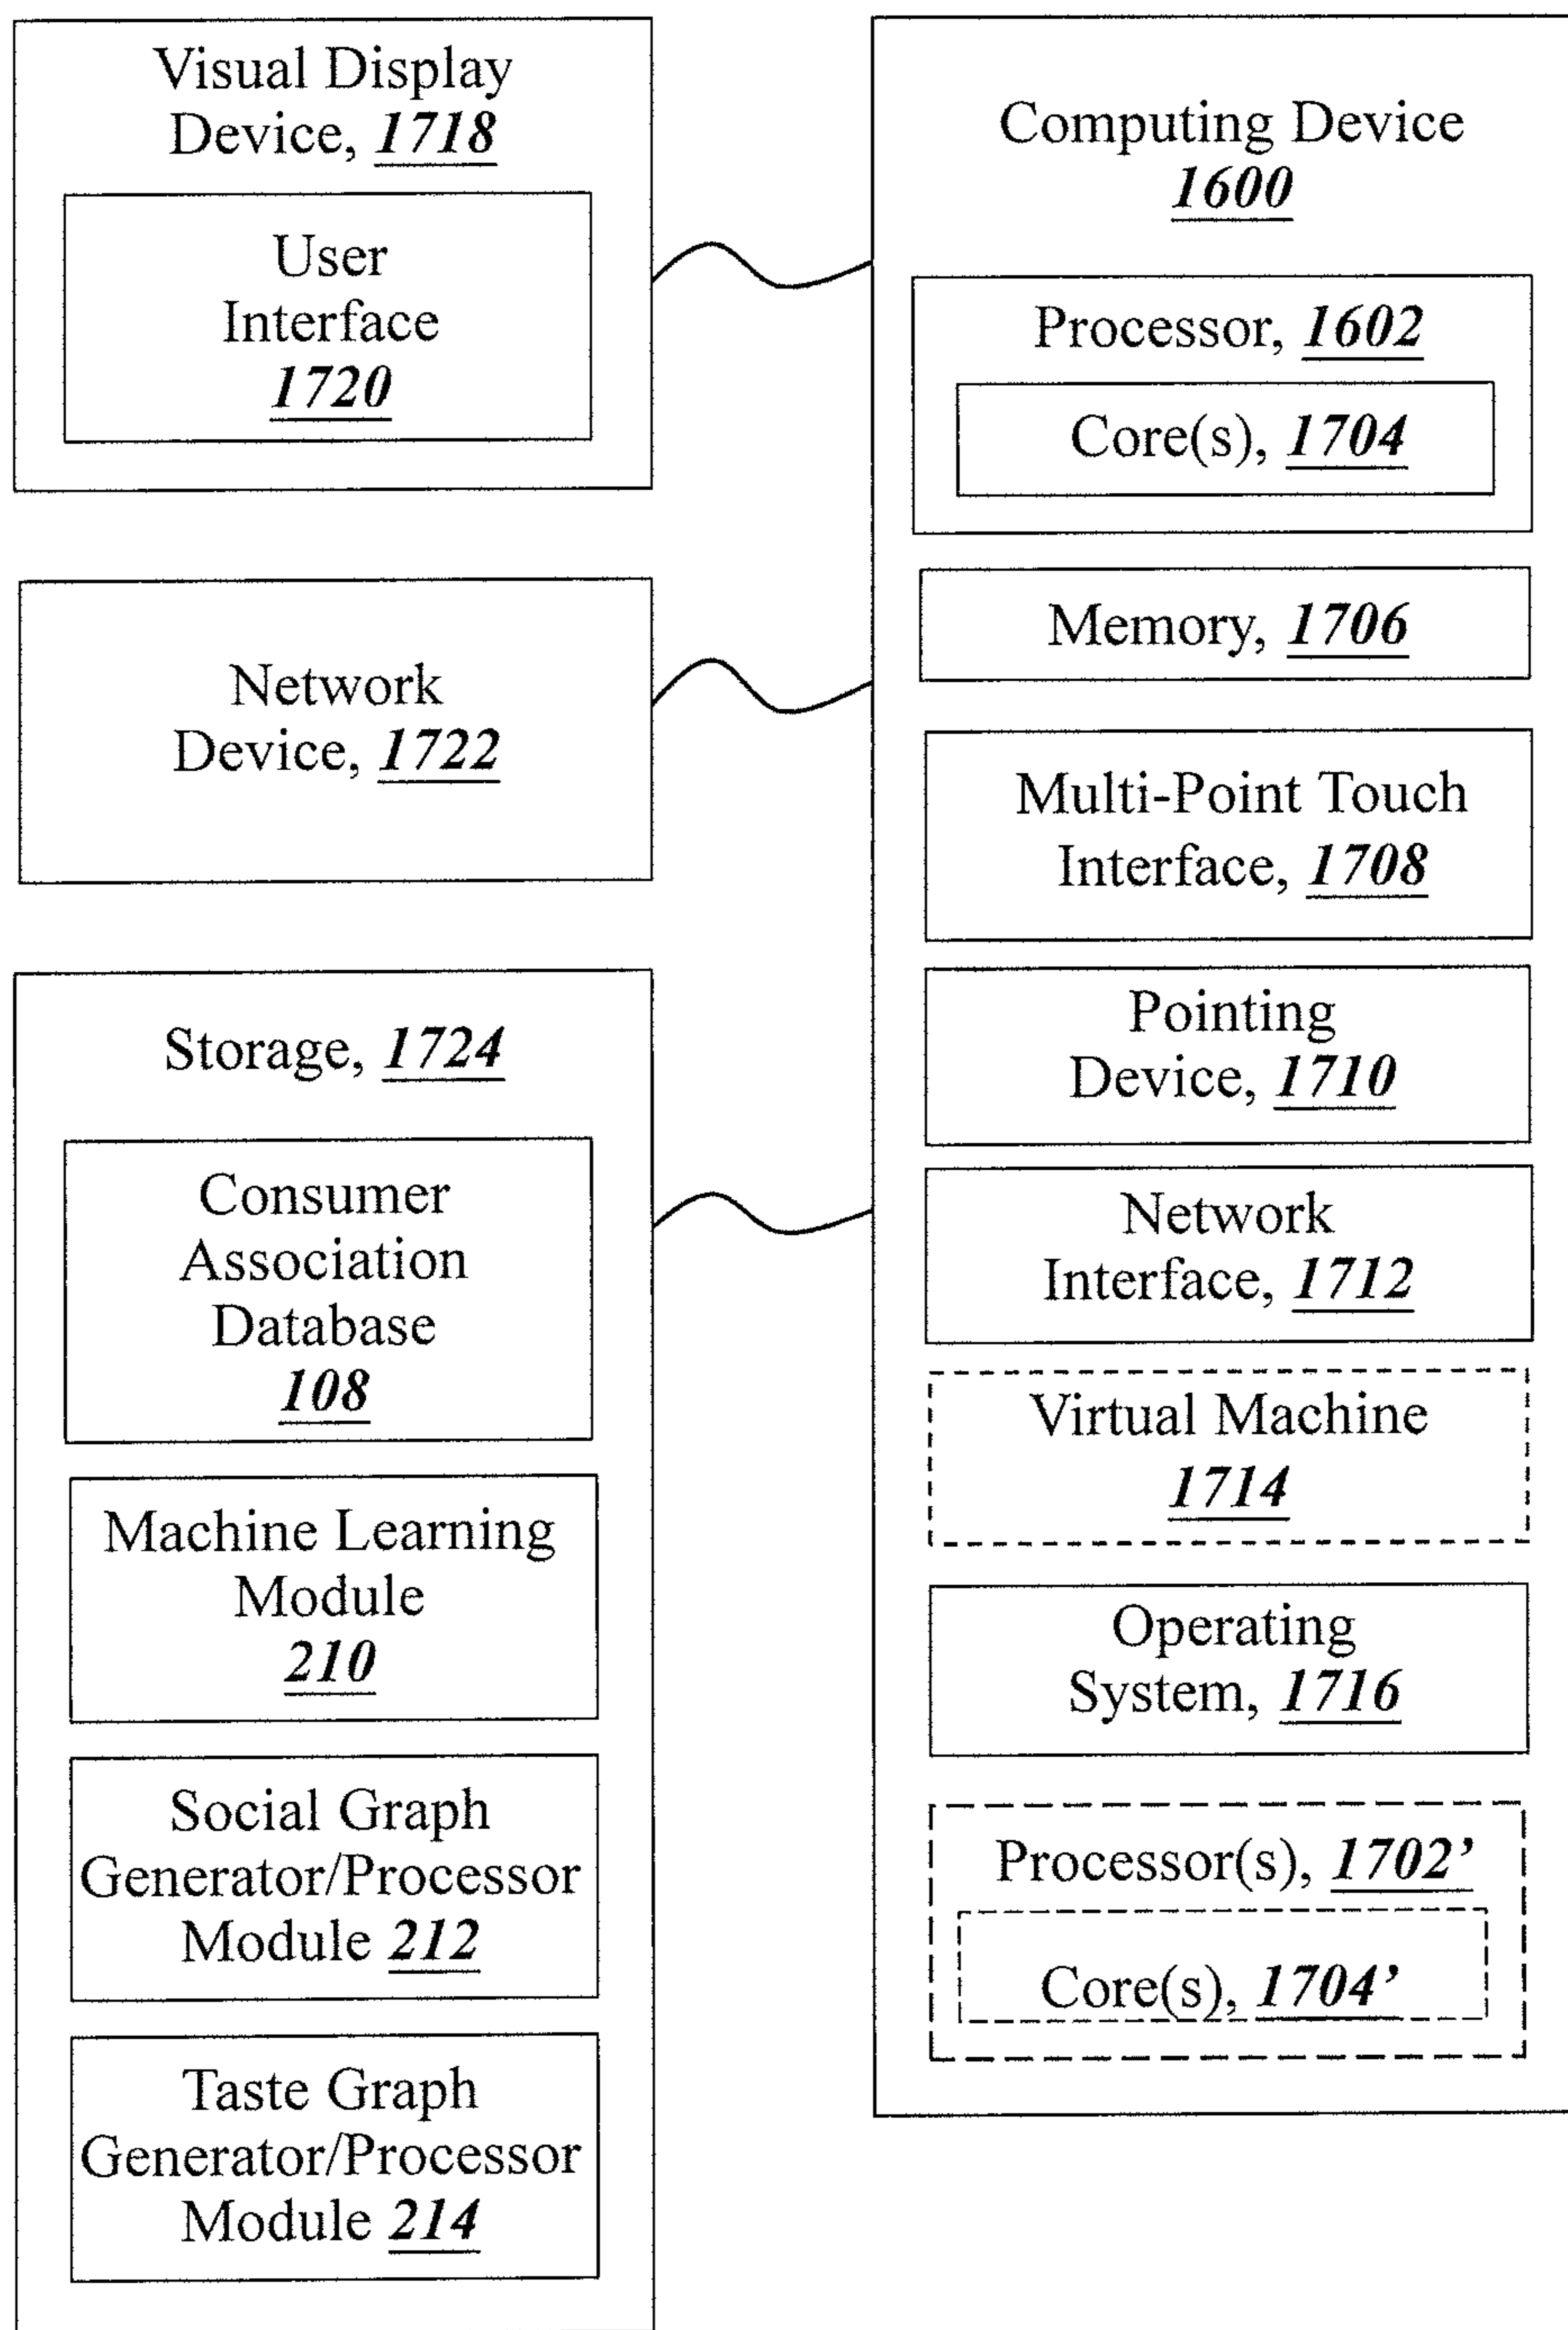 Visual Display
Device, 1718
User
Interface
1720
Network
Device, 1722
Storage, 1724
Consumer
Association
Database
108
Machine Learning
Module
210
Social Graph
Generator/Processor
Module 212
Taste Graph
Generator/Processor
Module 214
Computing Device
1600
Processor, 1602
Core(s), 1704
Memory, 1706
Multi-Point Touch
Interface, 1708
Pointing
Device, 1710
Network
Interface, 1712
Virtual Machine
1714
Operating
System, 1716
Processor(s), 1702’
Core(s), 1704’